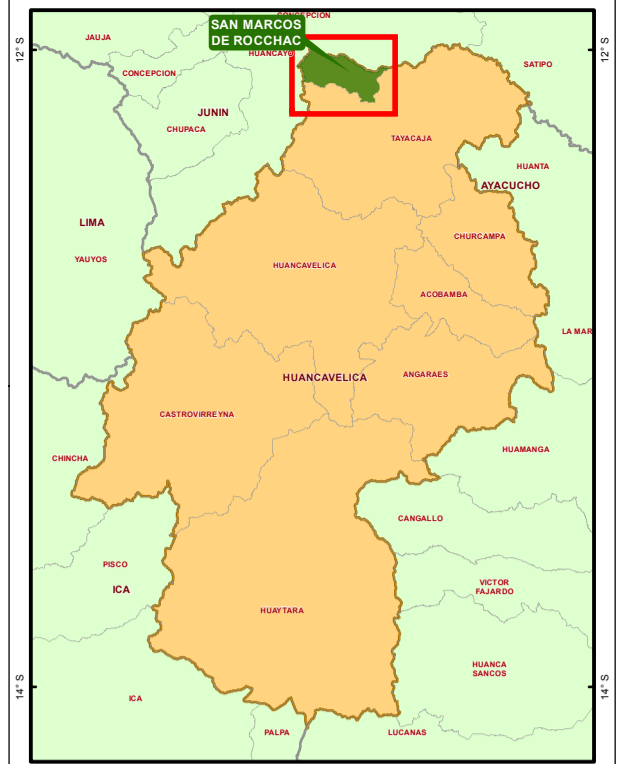 CONCEPCION
SAN MARCOS
DE ROCCHAC
JAUJA
12° S
12° S
HUANCAYO
SATIPO
CONCEPCION
JUNIN
CHUPACA
TAYACAJA
HUANTA
AYACUCHO
LIMA
CHURCAMPA
YAUYOS
HUANCAVELICA
ACOBAMBA
LA MAR
HUANCAVELICA
ANGARAES
CASTROVIRREYNA
CHINCHA
HUAMANGA
CANGALLO
PISCO
ICA
VICTOR
FAJARDO
HUAYTARA
HUANCA
SANCOS
14° S
14° S
ICA
PALPA
LUCANAS